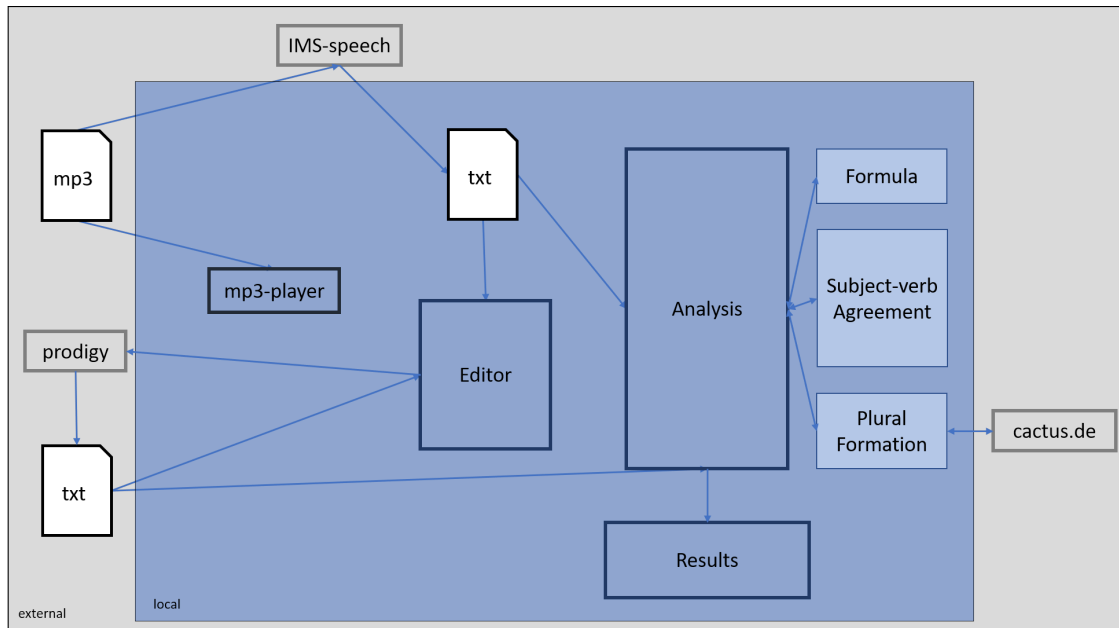 IMS-speech
mp3
txt
Formula
mp3-player
Analysis
Subject-verb
Agreement
prodigy
Editor
Plural
Formation
cactus.de
txt
Results
external
local